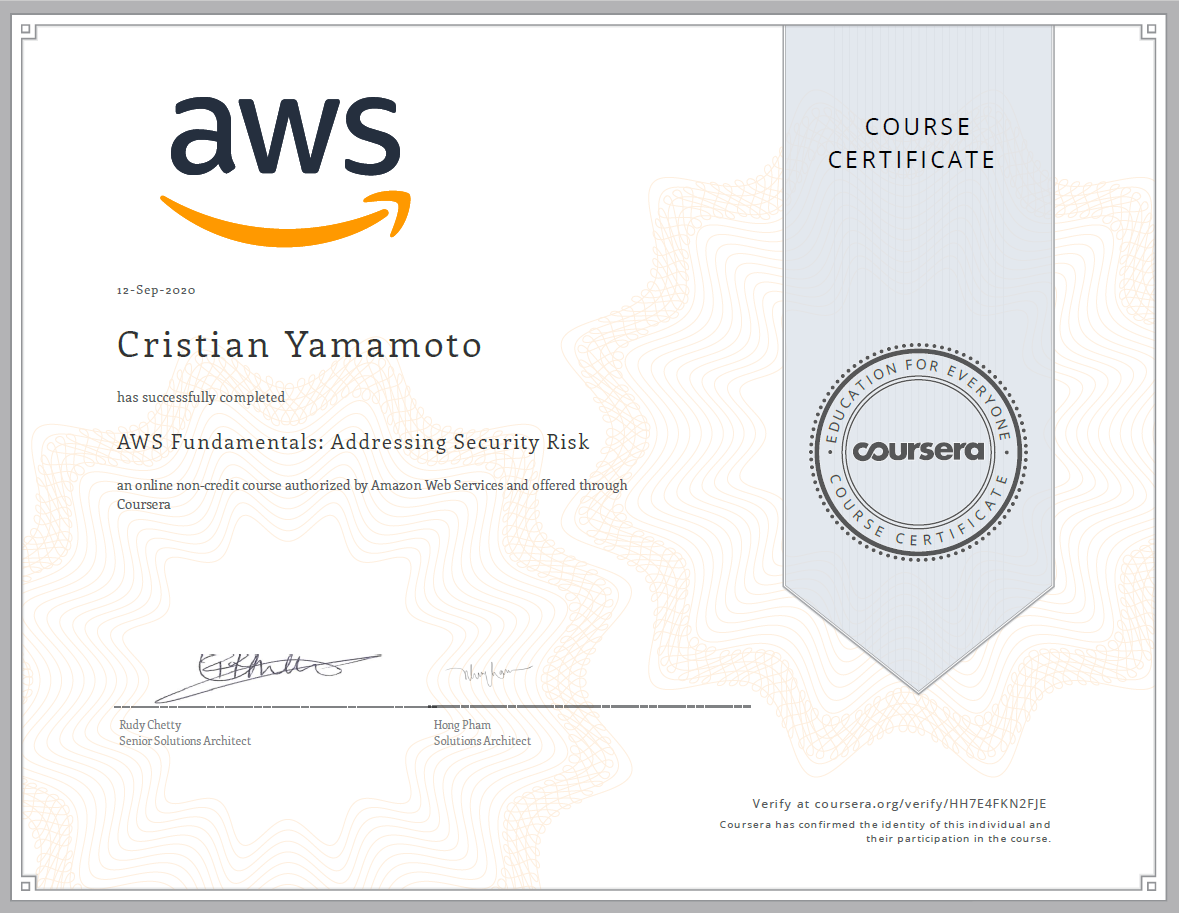 aws
COURSE
CERTIFICATE
12-Sep-2020
Cristian Yamamoto
has successfully completed
AWS Fundamentals: Addressing Security Risk
an online non-credit course authorized by Amazon Web Services and offered through
Coursera
EDUCATION FOR EVERYONE
coursera
COURSE CERTIFICATE
Rudy Chetty
Senior Solutions Architect
Hong Pham
Solutions Architect
Verify at coursera.org/verify/HH7E4FKN2FJE
Coursera has confirmed the identity of this individual and
their participation in the course.